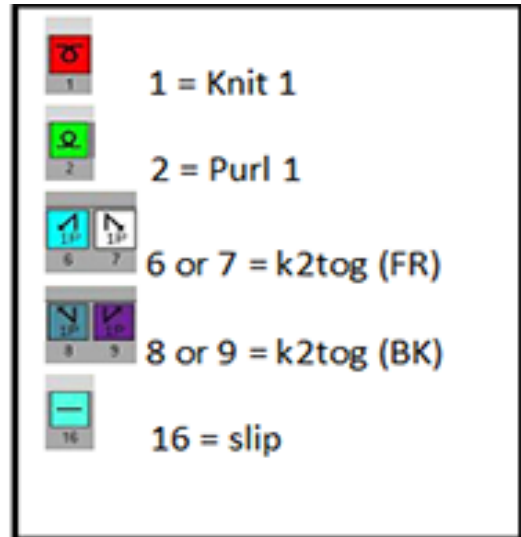 1
1 = Knit 1
2
2 = Purl 1
1P 1P
6 7
6 or 7 = k2tog (FR)
1P 1P
8 9
8 or 9 = k2tog (BK)
16
16 = slip